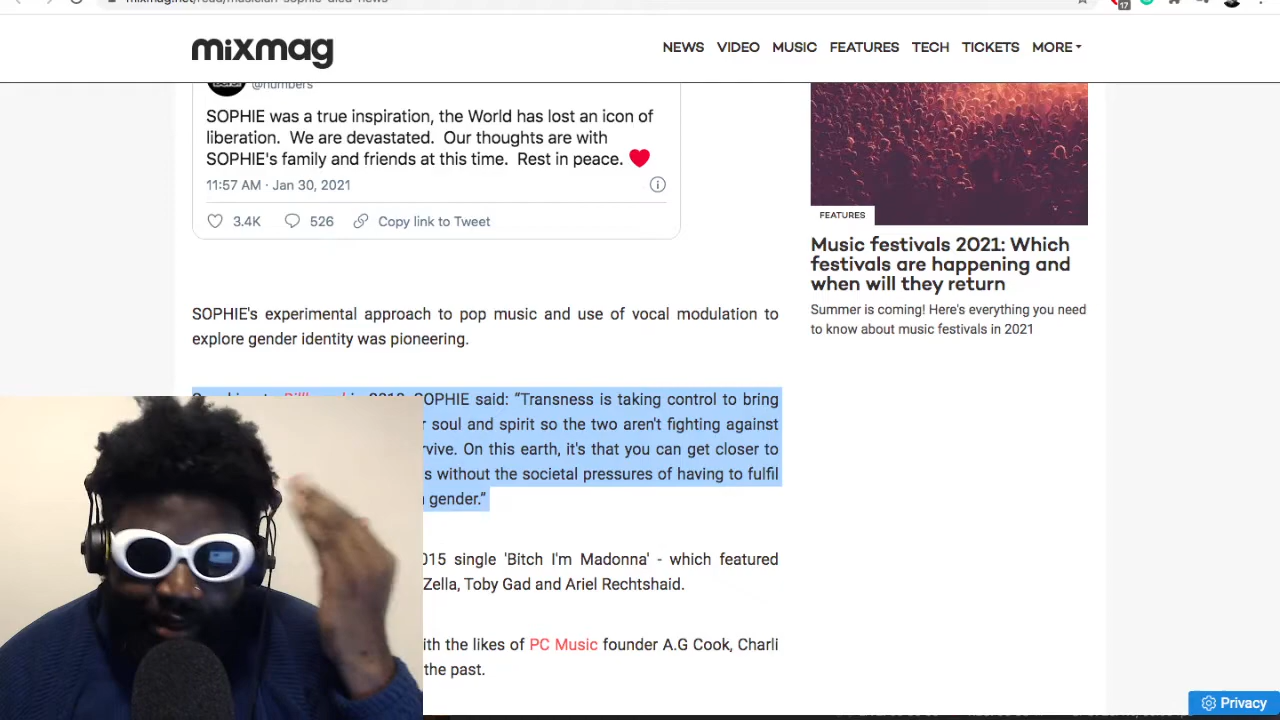 mixmag
NEWS VIDEO MUSIC FEATURES TECH TICKETS MORE
@numbers
SOPHIE was a true inspiration, the World has lost an icon of
liberation. We are devastated. Our thoughts are with
SOPHIE's family and friends at this time. Rest in peace. ❤️
11:57 AM · Jan 30, 2021
3.4K 526 Copy link to Tweet
SOPHIE's experimental approach to pop music and use of vocal modulation to
explore gender identity was pioneering.
SOPHIE said: “Transness is taking control to bring
soul and spirit so the two aren't fighting against
On this earth, it's that you can get closer to
without the societal pressures of having to fulfil
gender.”
single 'Bitch I'm Madonna' - which featured
Zella, Toby Gad and Ariel Rechtshaid.
the likes of PC Music founder A.G Cook, Charli
the past.
FEATURES
Music festivals 2021: Which
festivals are happening and
when will they return
Summer is coming! Here's everything you need
to know about music festivals in 2021
17
Privacy